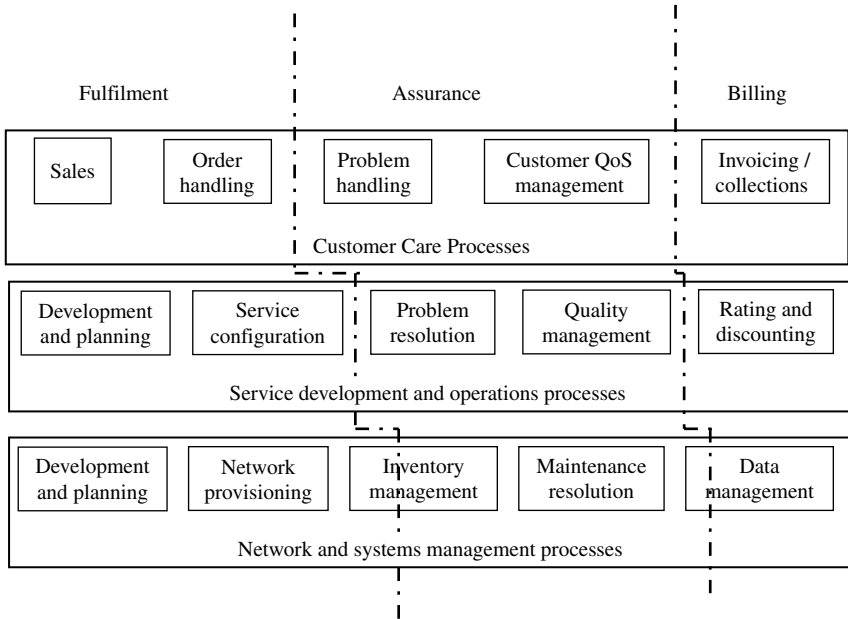 Fulfilment
Assurance
Billing
Sales
Order
handling
Problem
handling
Customer QoS
management
Invoicing /
collections
Customer Care Processes
Development
and planning
Service
configuration
Problem
resolution
Quality
management
Rating and
discounting
Service development and operations processes
Development
and planning
Network
provisioning
Inventory
management
Maintenance
resolution
Data
management
Network and systems management processes